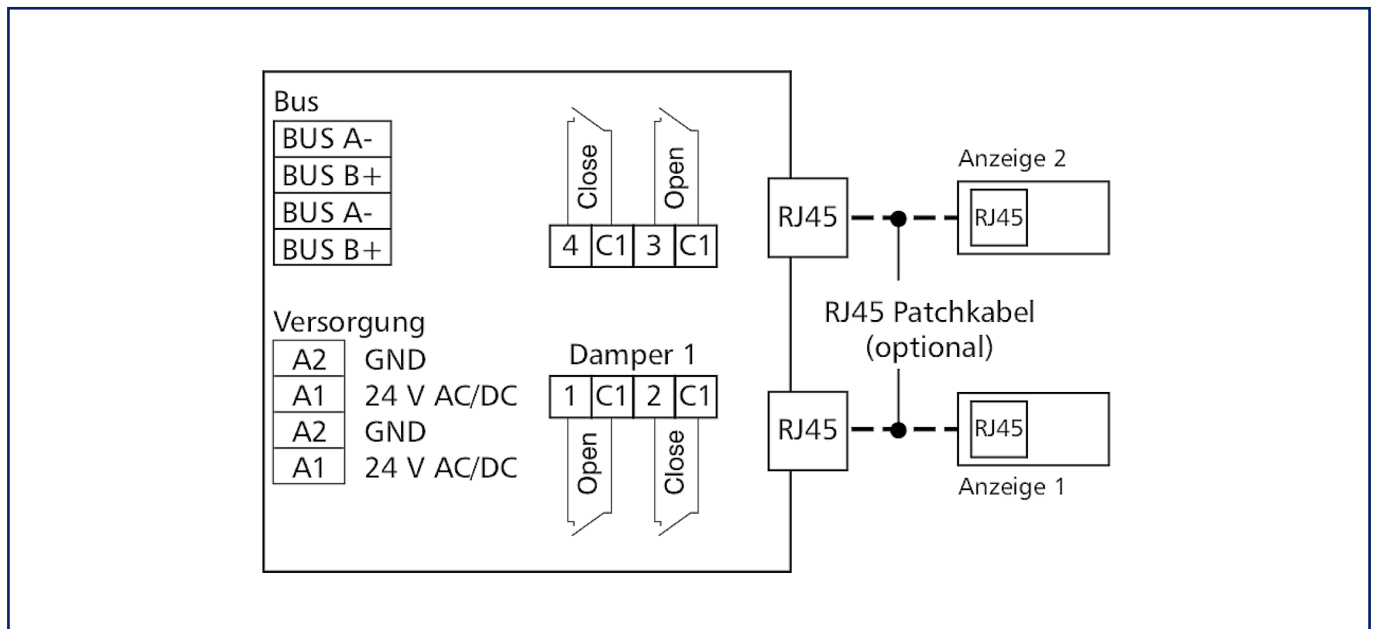 Bus
BUS A-
BUS B+
BUS A-
BUS B+
Close
Open
4 C1 3 C1
Versorgung
A2 GND
A1 24 V AC/DC
A2 GND
A1 24 V AC/DC
Damper 1
1 C1 2 C1
Open
Close
RJ45
RJ45
Anzeige 2
RJ45
RJ45 Patchkabel
(optional)
RJ45
Anzeige 1